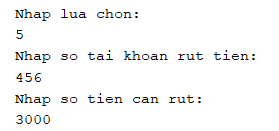 Nhap lua chon:
5
Nhap so tai khoan rut tien:
456
Nhap so tien can rut:
3000